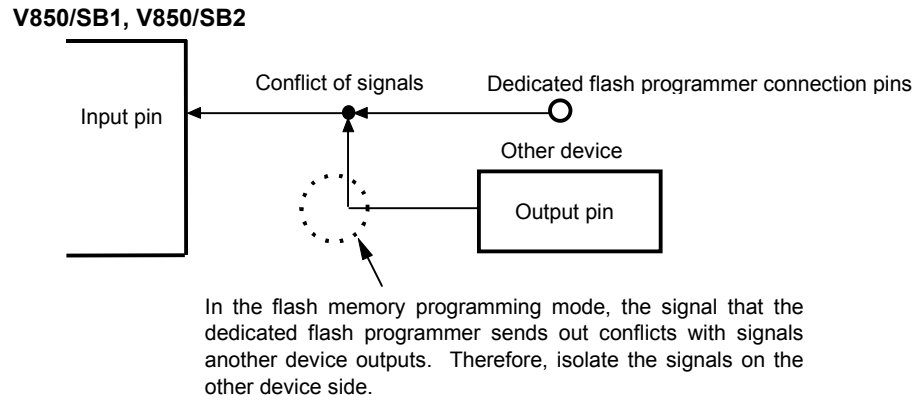 V850/SB1, V850/SB2
Conflict of signals
Dedicated flash programmer connection pins
Input pin
Other device
Output pin
In the flash memory programming mode, the signal that the
dedicated flash programmer sends out conflicts with signals
another device outputs. Therefore, isolate the signals on the
other device side.